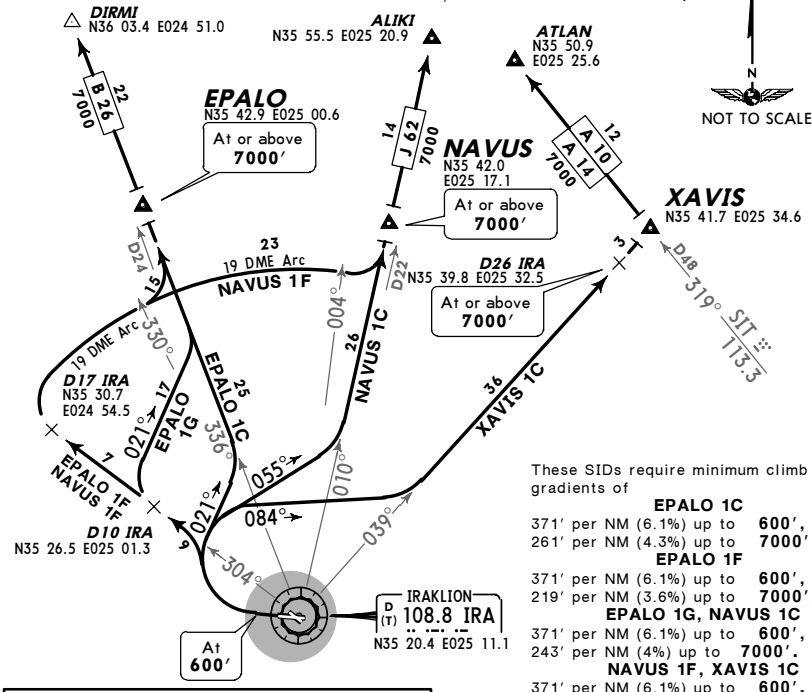 DIRMI
N36 03.4 E024 51.0
22
B 26
7000
EPALO
N35 42.9 E025 00.6
At or above
7000'
ALIKI
N35 55.5 E025 20.9
14
J 62
7000
NAVUS
N35 42.0
E025 17.1
At or above
7000'
ATLAN
N35 50.9
E025 25.6
12
A 10
A 14
7000
N
NOT TO SCALE
XAVIS
N35 41.7 E025 34.6
3
D26 IRA
N35 39.8 E025 32.5
At or above
7000'
D48
319°
SIT
113.3
D24
15
330°
23
19 DME Arc
NAVUS 1F
D22
004°
19 DME Arc
D17 IRA
N35 30.7
E024 54.5
7
EPALO 1F
NAVUS 1F
021°
17
EPALO
1G
25
EPALO 1C
336°
26
NAVUS 1C
36
XAVIS 1C
021°
055°
084°
010°
039°
D10 IRA
N35 26.5 E025 01.3
9
304°
At
600'
IRAKLION
D
(T) 108.8 IRA
N35 20.4 E025 11.1
These SIDs require minimum climb
gradients of
EPALO 1C
371' per NM (6.1%) up to 600',
261' per NM (4.3%) up to 7000'
EPALO 1F
371' per NM (6.1%) up to 600',
219' per NM (3.6%) up to 7000'
EPALO 1G, NAVUS 1C
371' per NM (6.1%) up to 600',
243' per NM (4%) up to 7000'.
NAVUS 1F, XAVIS 1C
371' per NM (6.1%) up to 600'.